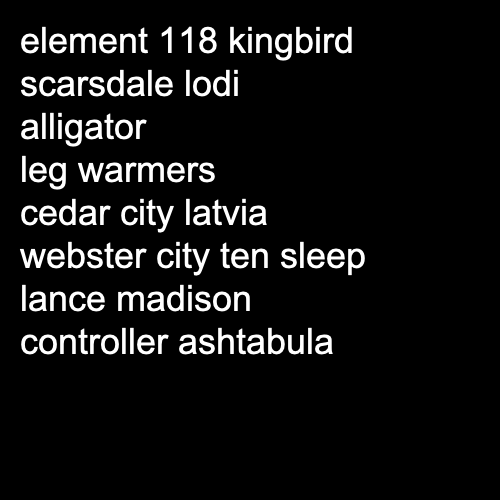 element 118 kingbird
scarsdale lodi
alligator
leg warmers
cedar city latvia
webster city ten sleep
lance madison
controller ashtabula